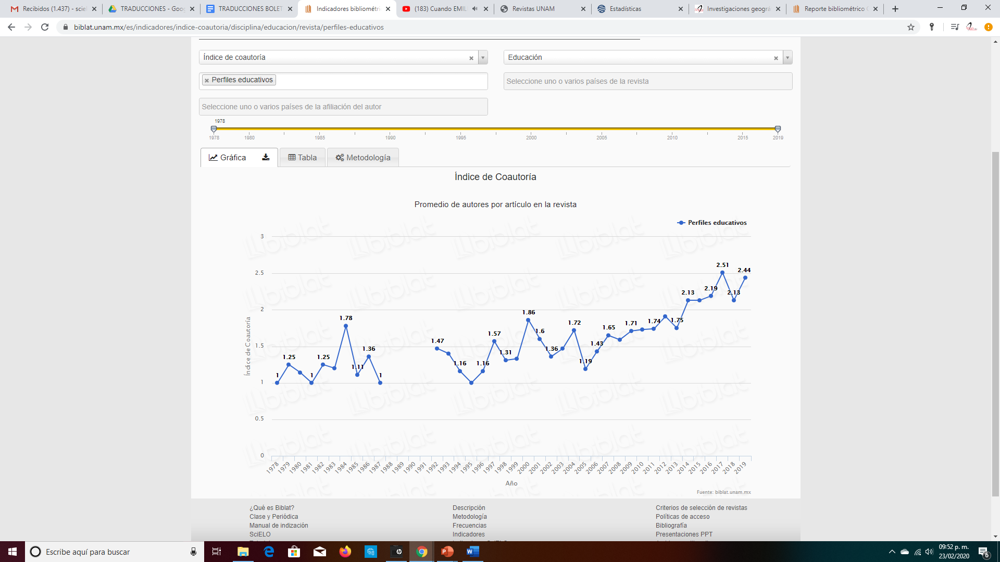 Recibidos (1.437) - scie
TRADUCCIONES - Goo
TRADUCCIONES BOLET
Indicadores bibliométri
(183) Cuando EMIL
Revistas UNAM
Estadísticas
Investigaciones geográ
Reporte bibliométrico
biblat.unam.mx/es/indicadores/indice-coautoria/disciplina/educacion/revista/perfiles-educativos
Índice de coautoría
Educación
Perfiles educativos
Seleccione uno o varios países de la revista
Seleccione uno o varios países de la afiliación del autor
1978
1978 1980 1985 1990 1995 2000 2005 2010 2015 2019
Gráfica
Tabla
Metodología
Índice de Coautoría
Promedio de autores por artículo en la revista
Perfiles educativos
3
2.5
2
1.5
1
0.5
0
Índice de Coautoría
1 1.25 1 1.25 1.78 1.11 1.36 1 1.47 1.16 1.16 1.57 1.31 1.86 1.6 1.36 1.72 1.19 1.43 1.65 1.71 1.74 1.75 2.13 2.19 2.51 2.13 2.44
1978 1979 1980 1981 1982 1983 1984 1985 1986 1987 1988 1989 1990 1991 1992 1993 1994 1995 1996 1997 1998 1999 2000 2001 2002 2003 2004 2005 2006 2007 2008 2009 2010 2011 2012 2013 2014 2015 2016 2017 2018 2019
Año
Fuente: biblat.unam.mx
¿Qué es Biblat?
Clase y Periódica
Manual de indización
SciELO
Descripción
Metodología
Frecuencias
Indicadores
Criterios de selección de revistas
Políticas de acceso
Bibliografía
Presentaciones PPT
Escribe aquí para buscar
09:52 p. m.
23/02/2020
6